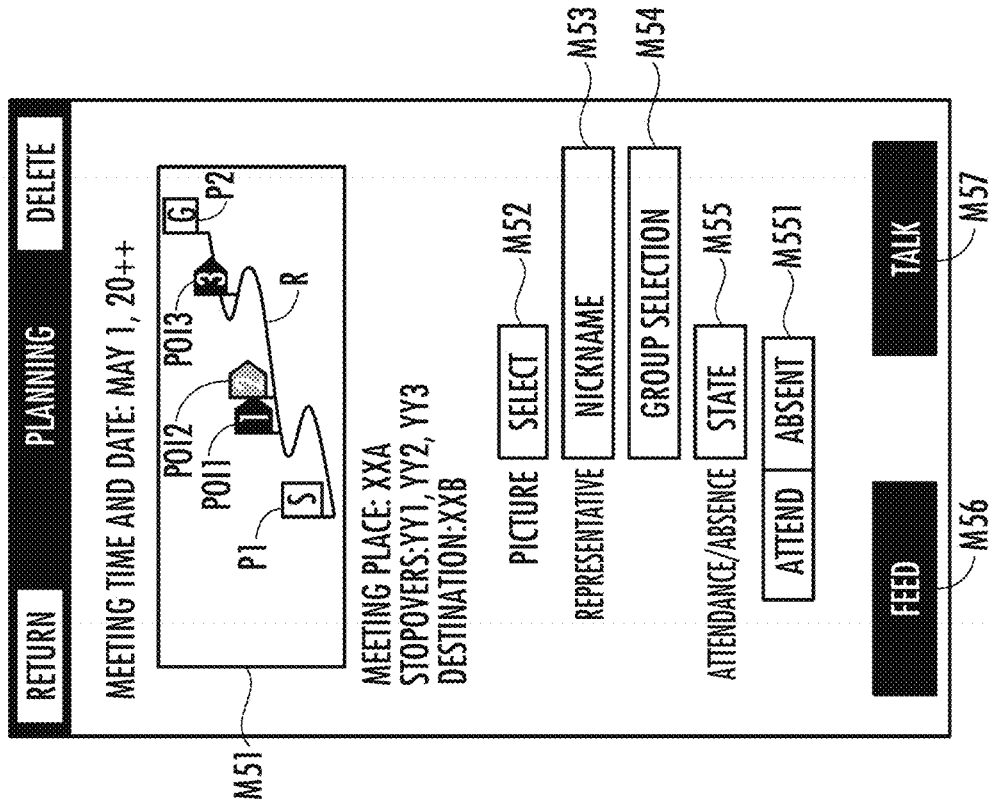 RETURN PLANNING DELETE
MEETING TIME AND DATE: MAY 1, 20++
M51
P1
S
POI1
1
POI2
POI3
3
G
P2
R
MEETING PLACE: XXA
STOPOVERS:YY1, YY2, YY3
DESTINATION:XXB
PICTURE SELECT M52
REPRESENTATIVE NICKNAME M53
GROUP SELECTION M54
ATTENDANCE/ABSENCE STATE M55
ATTEND ABSENT M551
FEED TALK
M56 M57